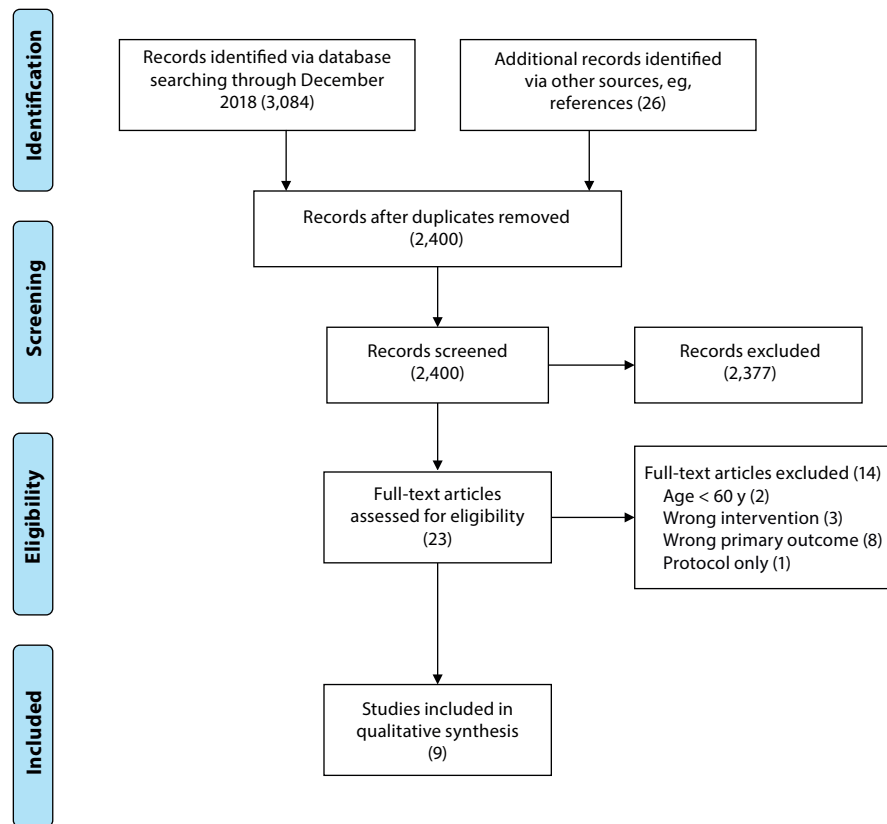 Identification
Records identified via database
searching through December
2018 (3,084)
Additional records identified
via other sources, eg,
references (26)
Records after duplicates removed
(2,400)
Screening
Records screened
(2,400)
Records excluded
(2,377)
Eligibility
Full-text articles
assessed for eligibility
(23)
Full-text articles excluded (14)
Age < 60 y (2)
Wrong intervention (3)
Wrong primary outcome (8)
Protocol only (1)
Included
Studies included in
qualitative synthesis
(9)